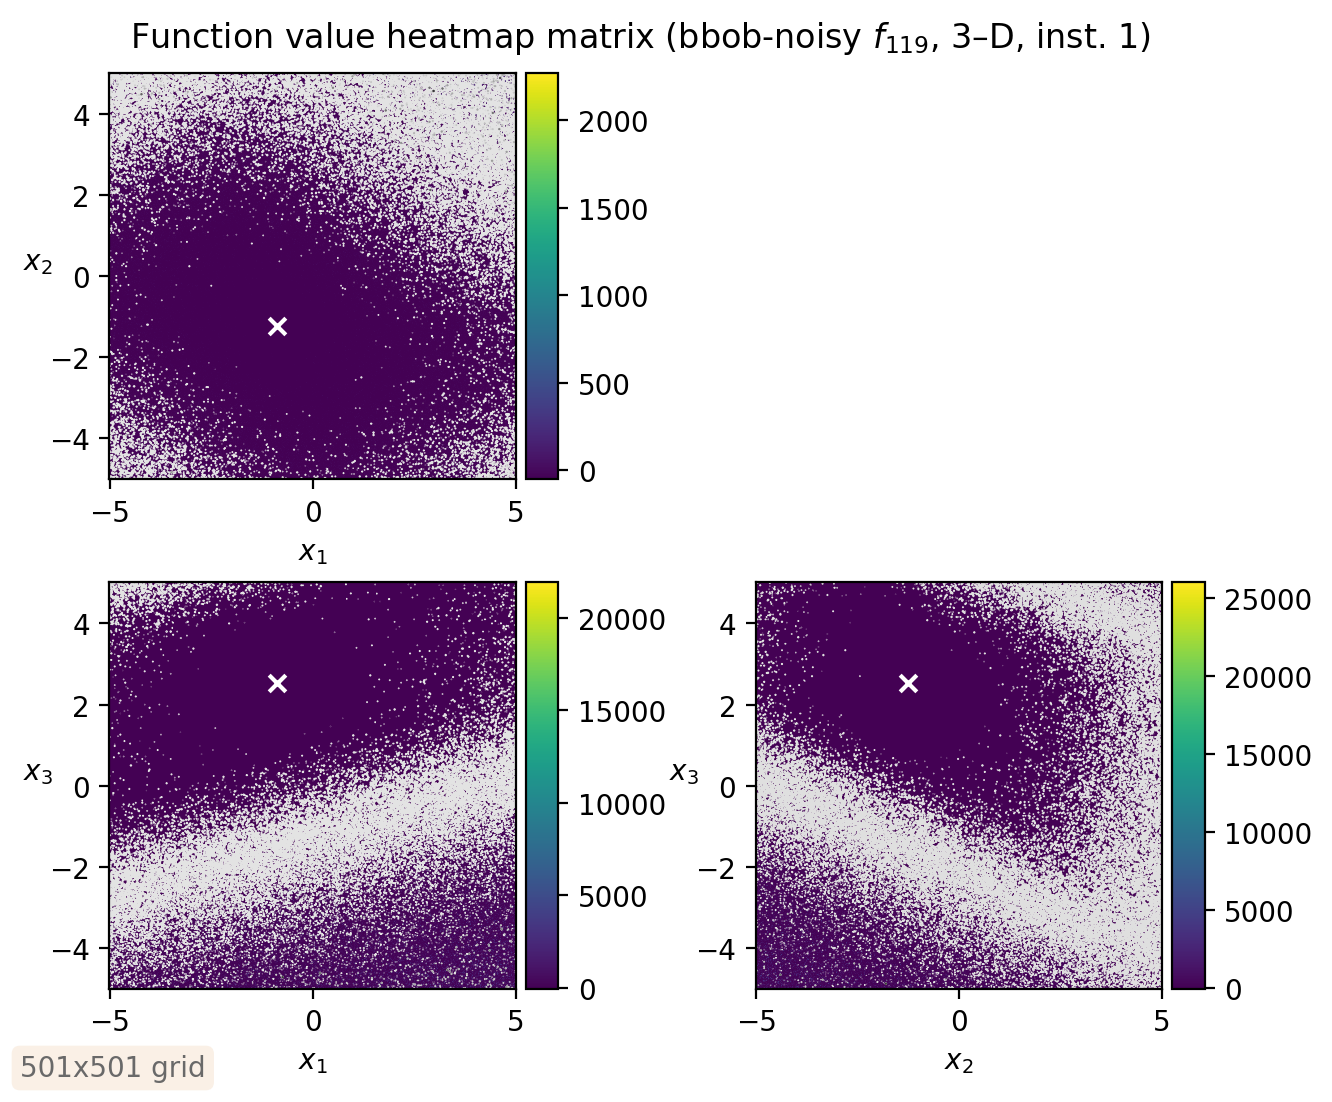 Function value heatmap matrix (bbob-noisy f₁₁₉, 3–D, inst. 1)
4
2
0
−2
−4
x₂
−5 0 5
x₁
2000
1500
1000
500
0
4
2
0
−2
−4
x₃
−5 0 5
x₁
20000
15000
10000
5000
0
4
2
0
−2
−4
x₃
−5 0 5
x₂
25000
20000
15000
10000
5000
0
501x501 grid